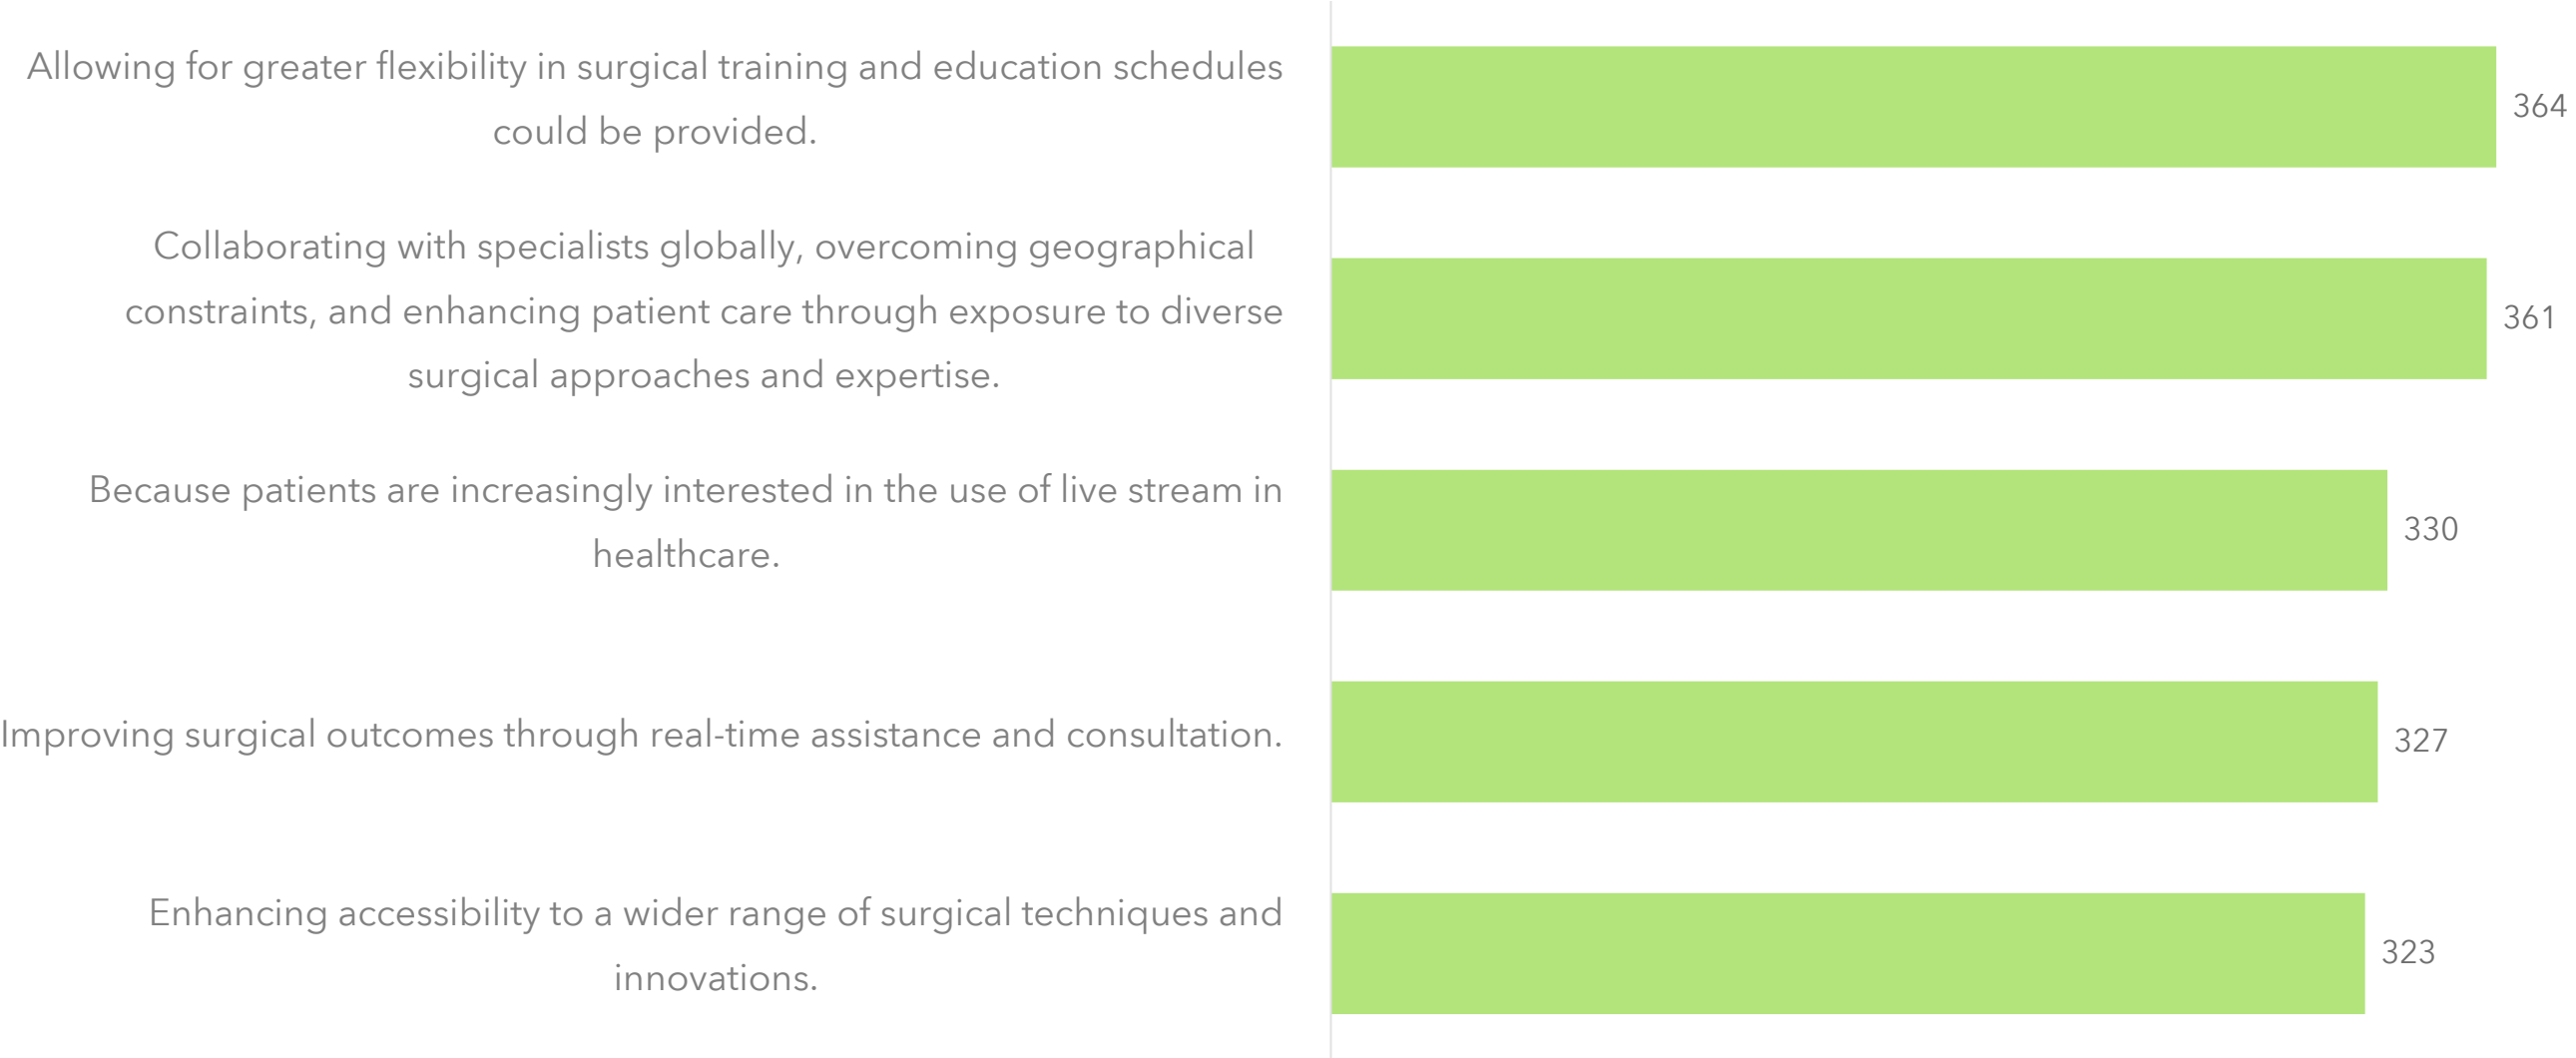 Allowing for greater flexibility in surgical training and education schedules
could be provided.
364
Collaborating with specialists globally, overcoming geographical
constraints, and enhancing patient care through exposure to diverse
surgical approaches and expertise.
361
Because patients are increasingly interested in the use of live stream in
healthcare.
330
Improving surgical outcomes through real-time assistance and consultation.
327
Enhancing accessibility to a wider range of surgical techniques and
innovations.
323